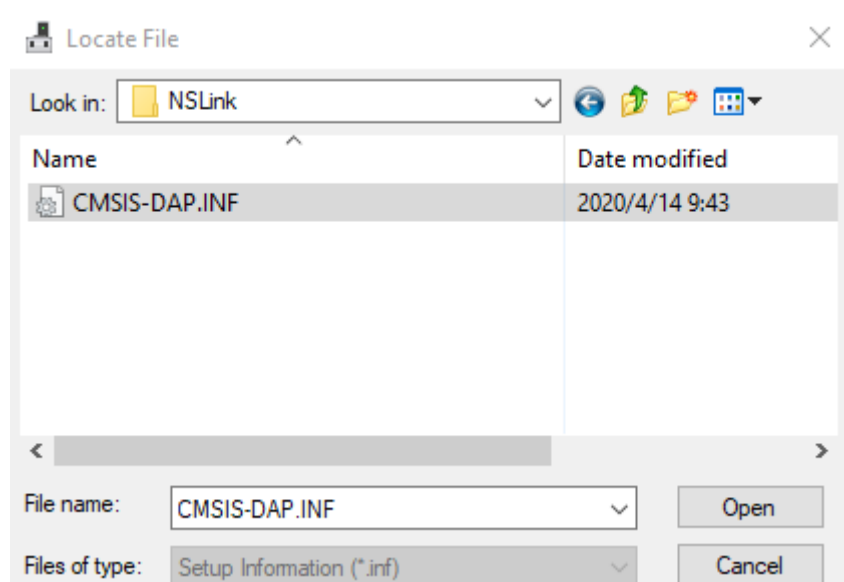 Locate File
Look in: NSLink
Name Date modified
CMSIS-DAP.INF 2020/4/14 9:43
File name: CMSIS-DAP.INF Open
Files of type: Setup Information (*.inf) Cancel